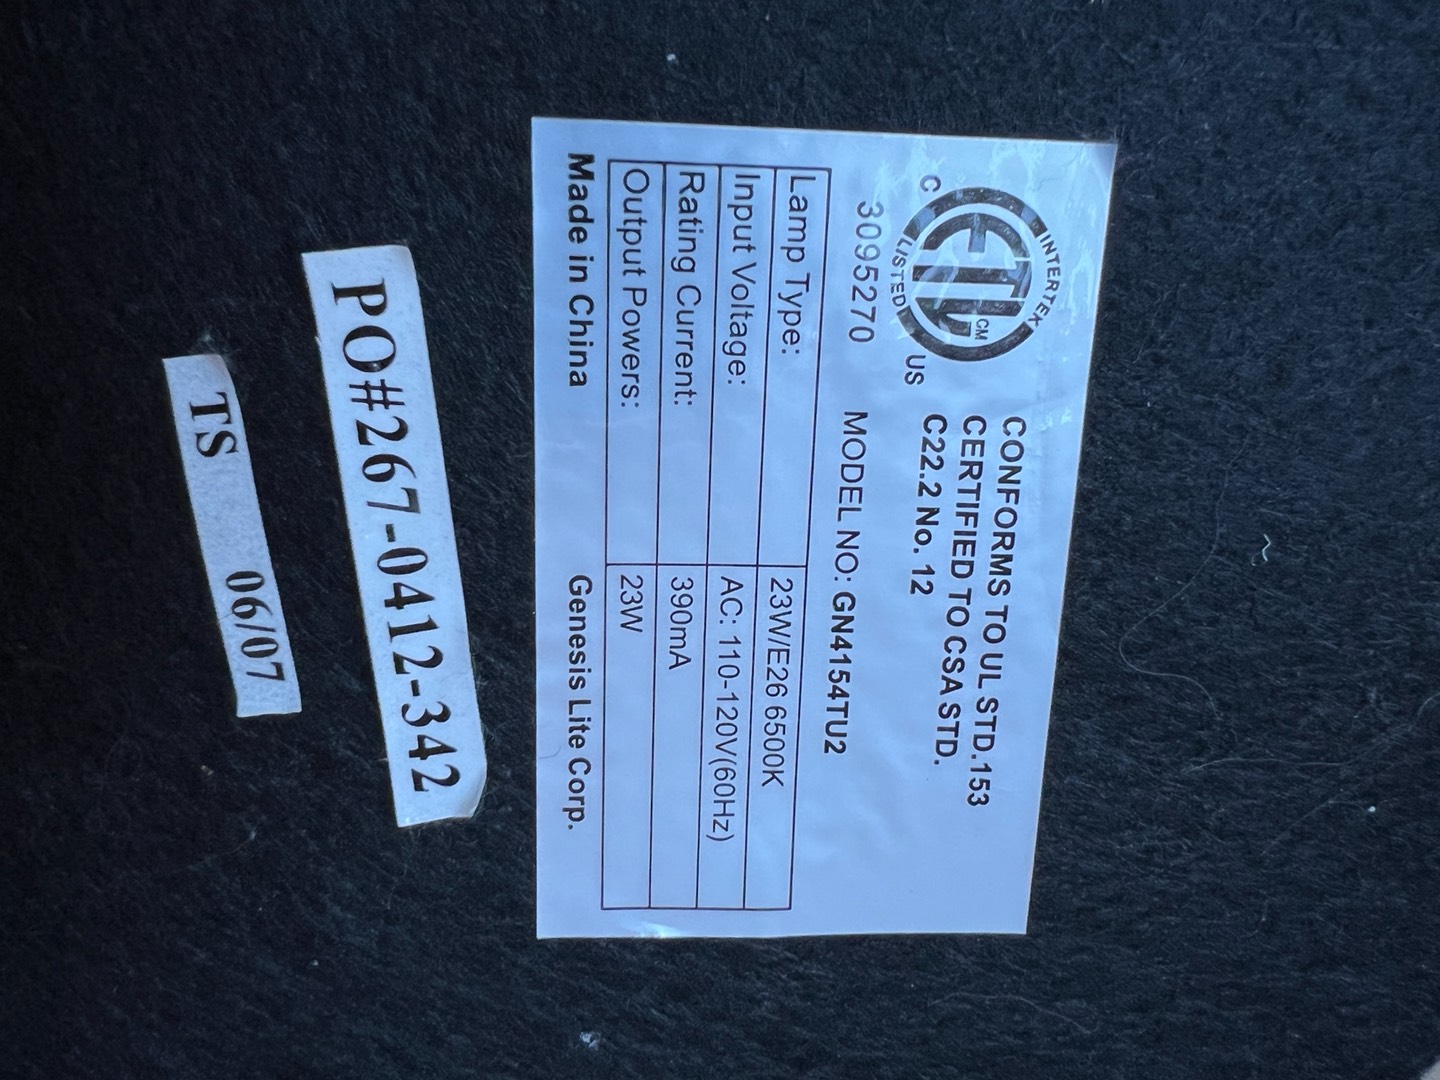 INTERTEK
ETL CM
C LISTED US
3095270
CONFORMS TO UL STD.153
CERTIFIED TO CSA STD.
C22.2 No. 12
MODEL NO: GN4154TU2
Lamp Type: 23W/E26 6500K
Input Voltage: AC: 110-120V(60Hz)
Rating Current: 390mA
Output Powers: 23W
Made in China Genesis Lite Corp.
PO#267-0412-342
TS 06/07